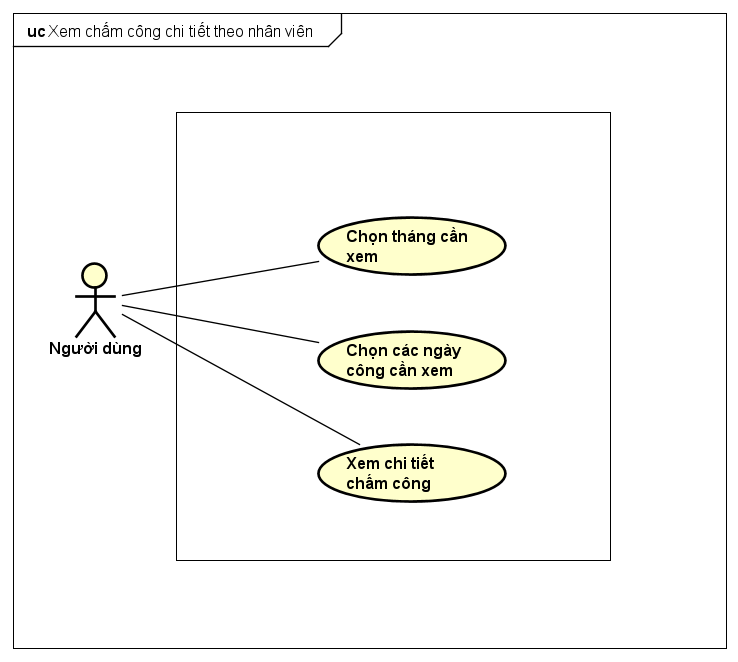 uc Xem chấm công chi tiết theo nhân viên
Chọn tháng cần
xem
Người dùng
Chọn các ngày
công cần xem
Xem chi tiết
chấm công